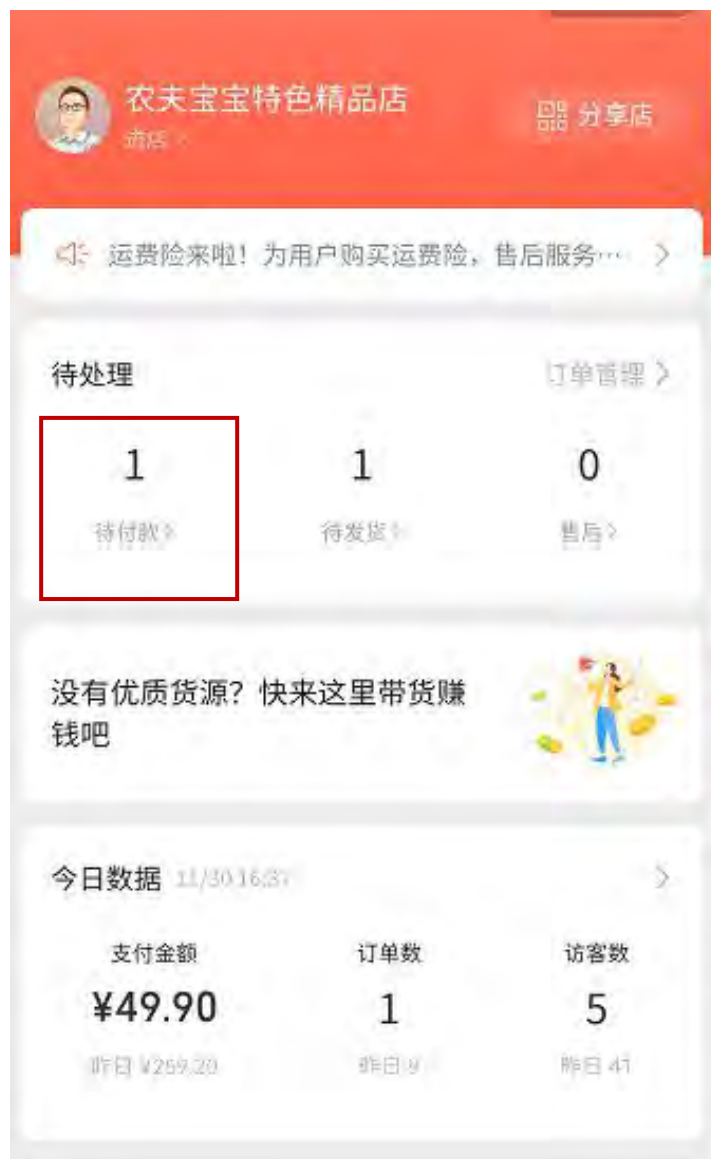 农夫宝宝特色精品店
进店 >
分享店
运费险来啦！为用户购买运费险，售后服务…
待处理
订单管理 >
1
1
0
待付款 >
待发货 >
售后 >
没有优质货源？快来这里带货赚
钱吧
今日数据 11/30 16:37
支付金额
订单数
访客数
¥49.90
1
5
昨日 ¥259.20
昨日 9
昨日 41